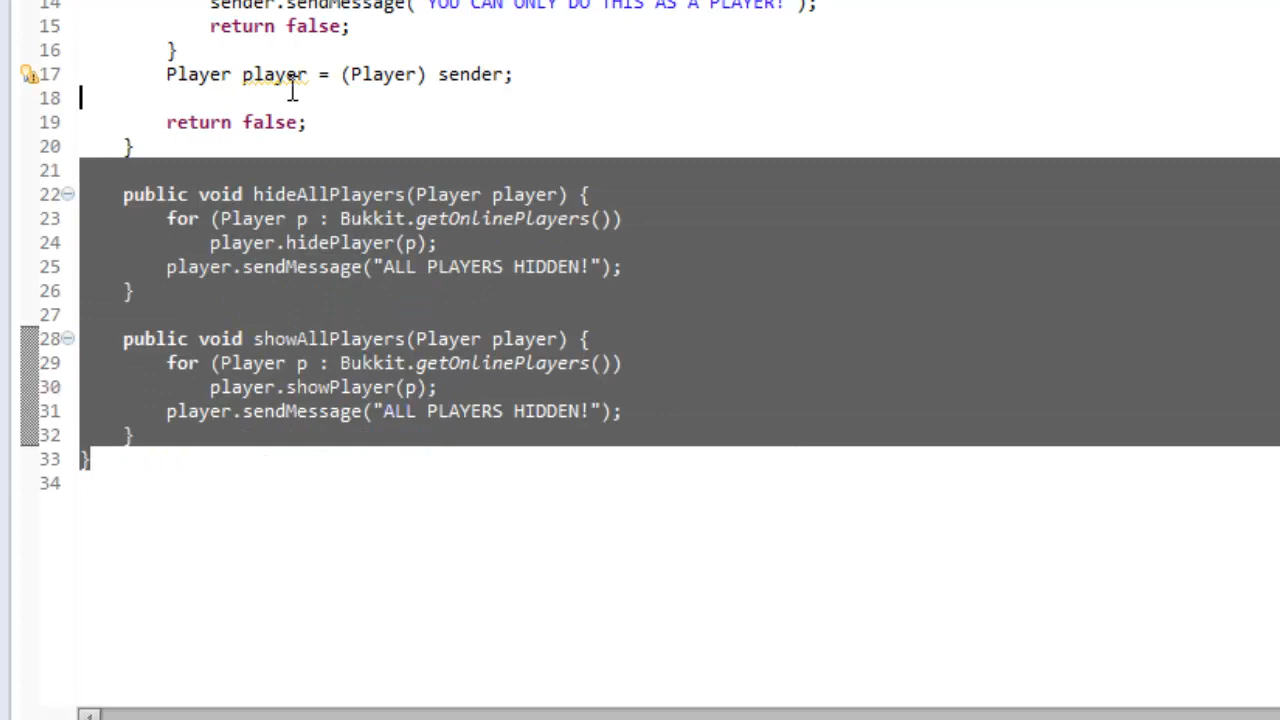 14 sender.sendMessage("YOU CAN ONLY DO THIS AS A PLAYER!");
15 return false;
16 }
17 Player player = (Player) sender;
18
19 return false;
20 }
21
22 public void hideAllPlayers(Player player) {
23 for (Player p : Bukkit.getOnlinePlayers())
24 player.hidePlayer(p);
25 player.sendMessage("ALL PLAYERS HIDDEN!");
26 }
27
28 public void showAllPlayers(Player player) {
29 for (Player p : Bukkit.getOnlinePlayers())
30 player.showPlayer(p);
31 player.sendMessage("ALL PLAYERS HIDDEN!");
32 }
33 }
34